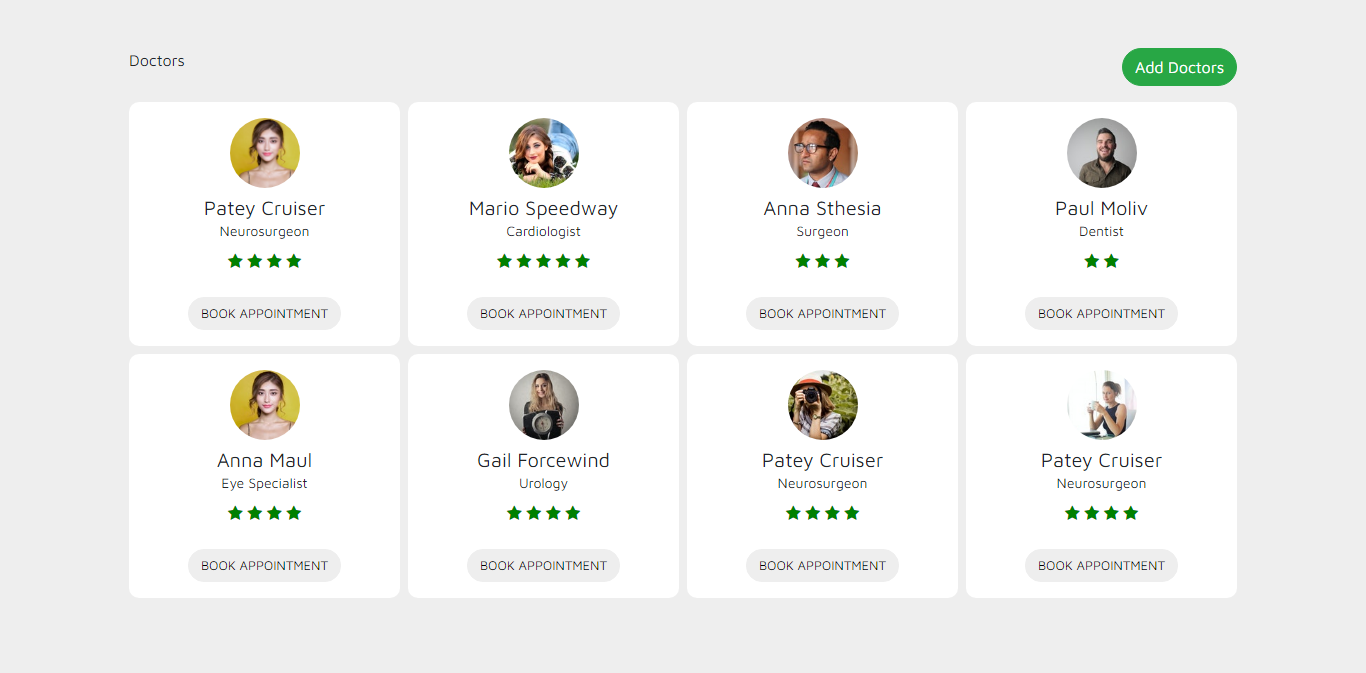 Doctors
Add Doctors
Patey Cruiser
Neurosurgeon
BOOK APPOINTMENT
Mario Speedway
Cardiologist
BOOK APPOINTMENT
Anna Sthesia
Surgeon
BOOK APPOINTMENT
Paul Moliv
Dentist
BOOK APPOINTMENT
Anna Maul
Eye Specialist
BOOK APPOINTMENT
Gail Forcewind
Urology
BOOK APPOINTMENT
Patey Cruiser
Neurosurgeon
BOOK APPOINTMENT
Patey Cruiser
Neurosurgeon
BOOK APPOINTMENT